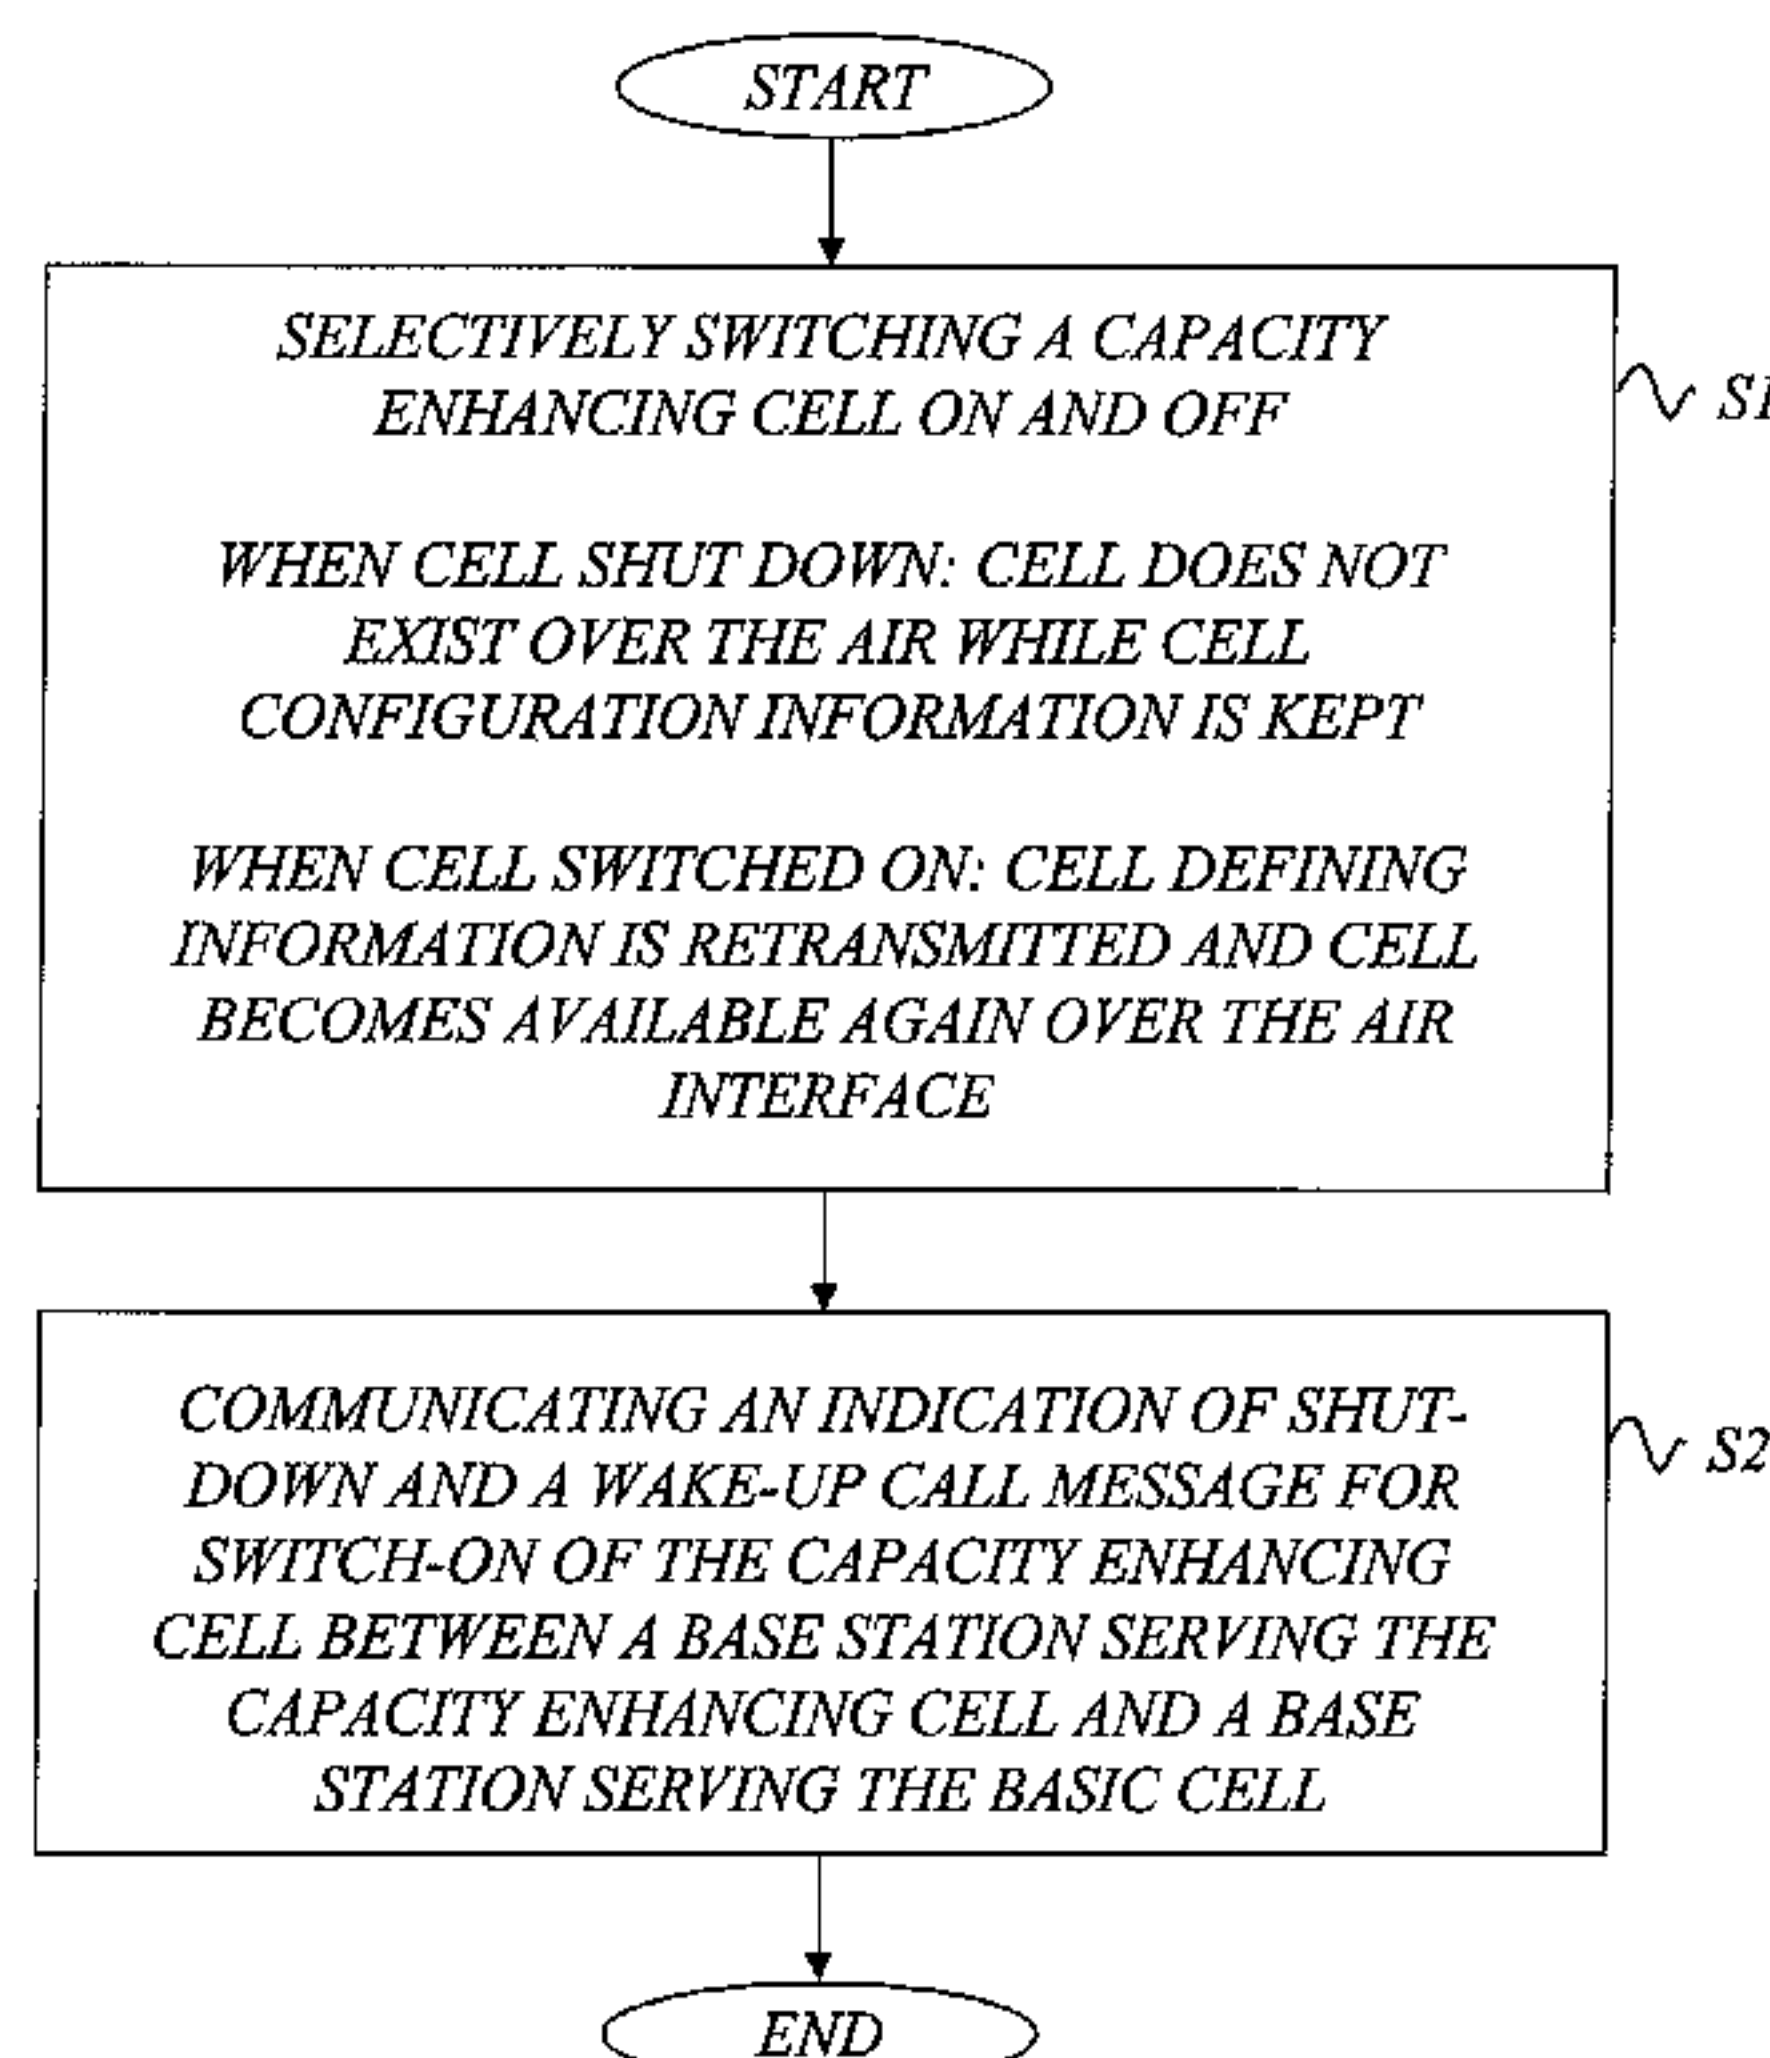 START
SELECTIVELY SWITCHING A CAPACITY
ENHANCING CELL ON AND OFF
S1
WHEN CELL SHUT DOWN: CELL DOES NOT
EXIST OVER THE AIR WHILE CELL
CONFIGURATION INFORMATION IS KEPT
WHEN CELL SWITCHED ON: CELL DEFINING
INFORMATION IS RETRANSMITTED AND CELL
BECOMES AVAILABLE AGAIN OVER THE AIR
INTERFACE
COMMUNICATING AN INDICATION OF SHUT-
S2
DOWN AND A WAKE-UP CALL MESSAGE FOR
SWITCH-ON OF THE CAPACITY ENHANCING
CELL BETWEEN A BASE STATION SERVING THE
CAPACITY ENHANCING CELL AND A BASE
STATION SERVING THE BASIC CELL
END